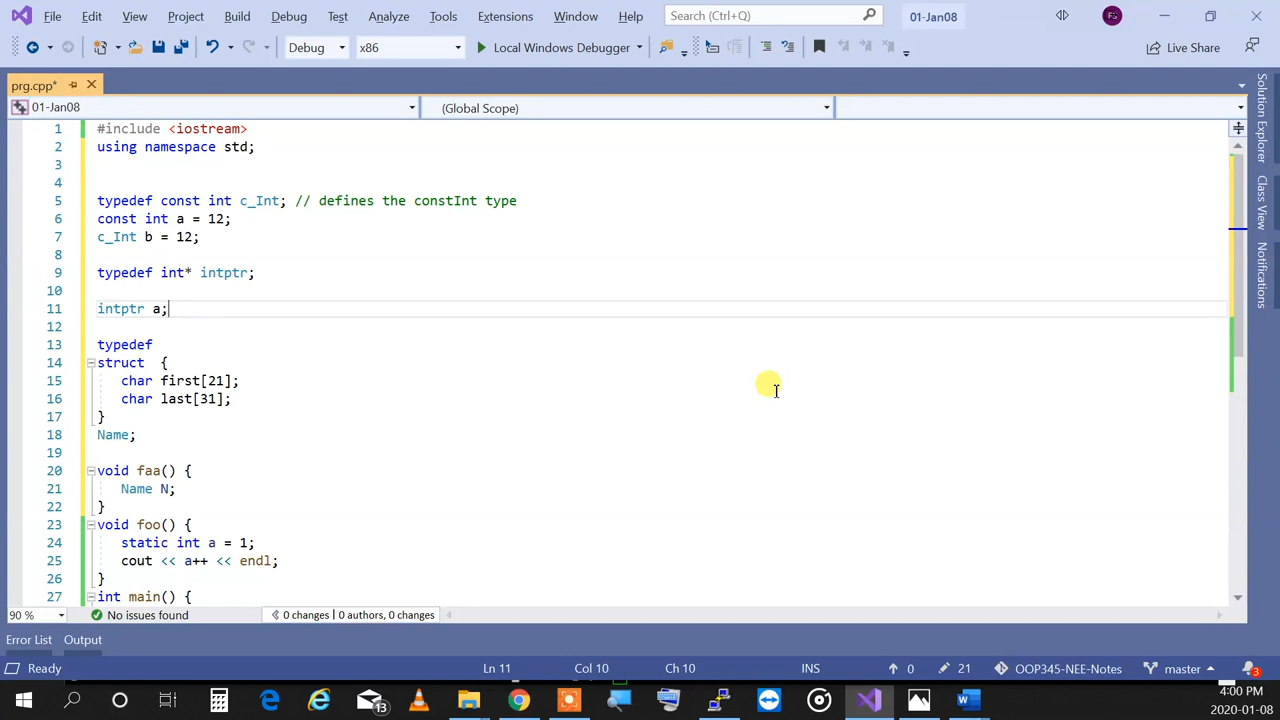 File Edit View Project Build Debug Test Analyze Tools Extensions Window Help Search (Ctrl+Q) 01-Jan08 FS
Debug x86 Local Windows Debugger Live Share
prg.cpp*
01-Jan08 (Global Scope)
1 #include <iostream>
2 using namespace std;
3
4
5 typedef const int c_Int; // defines the constInt type
6 const int a = 12;
7 c_Int b = 12;
8
9 typedef int* intptr;
10
11 intptr a;
12
13 typedef
14 struct {
15 char first[21];
16 char last[31];
17 }
18 Name;
19
20 void faa() {
21 Name N;
22 }
23 void foo() {
24 static int a = 1;
25 cout << a++ << endl;
26 }
27 int main() {
Solution Explorer
Class View
Notifications
90 % No issues found 0 changes | 0 authors, 0 changes
Error List Output
Ready Ln 11 Col 10 Ch 10 INS 0 21 OOP345-NEE-Notes master 3
13
4:00 PM
2020-01-08